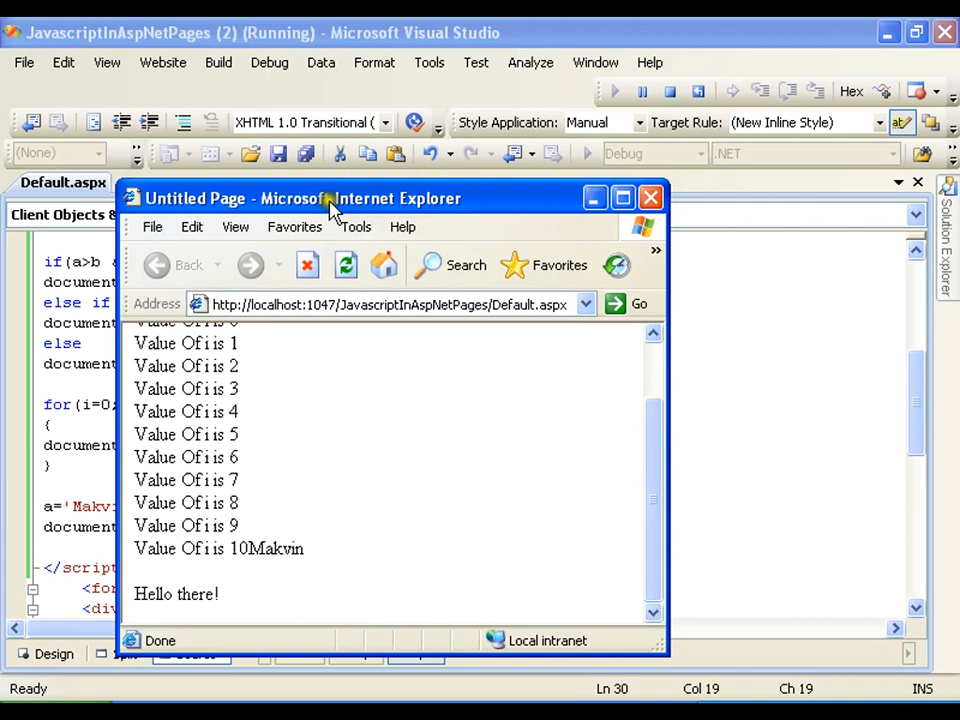 JavascriptInAspNetPages (2) (Running) - Microsoft Visual Studio
File Edit View Website Build Debug Data Format Tools Test Analyze Window Help
Hex
XHTML 1.0 Transitional ( Style Application: Manual Target Rule: (New Inline Style)
(None) Debug .NET
Default.aspx
Client Objects &
Solution Explorer
Untitled Page - Microsoft Internet Explorer
File Edit View Favorites Tools Help
Back Search Favorites
Address http://localhost:1047/JavascriptInAspNetPages/Default.aspx Go
Value Of i is 1
Value Of i is 2
Value Of i is 3
Value Of i is 4
Value Of i is 5
Value Of i is 6
Value Of i is 7
Value Of i is 8
Value Of i is 9
Value Of i is 10Makvin
Hello there!
Done Local intranet
if(a>b &
document
else if
document
else
document
for(i=0;
{
document
}
a='Makvi
document
</script
<for
<div
Design
Ready Ln 30 Col 19 Ch 19 INS